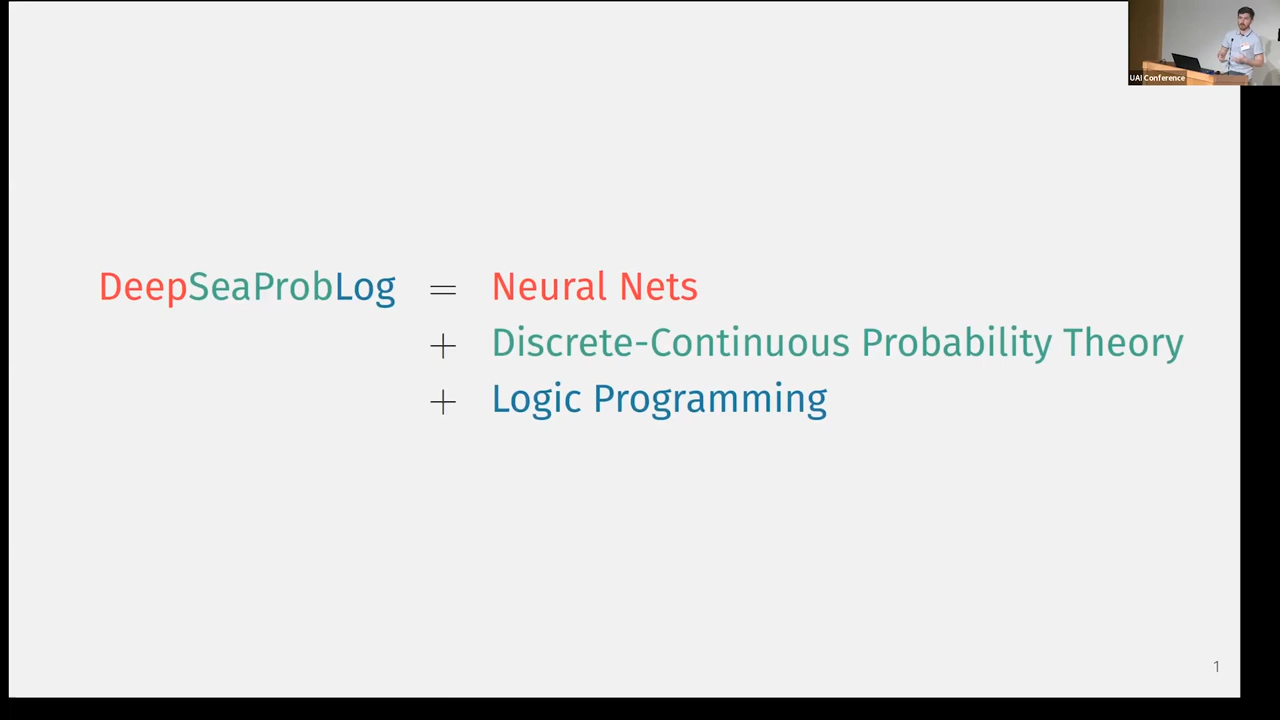 UAI Conference
DeepSeaProbLog = Neural Nets
+ Discrete-Continuous Probability Theory
+ Logic Programming
1